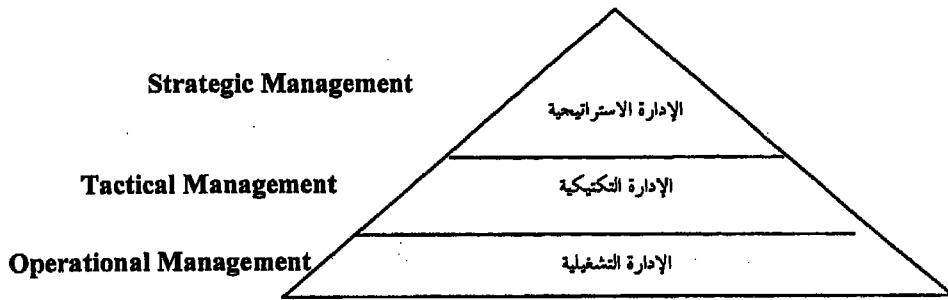 Strategic Management
الإدارة الاستراتيجية
Tactical Management
الإدارة التكتيكية
Operational Management
الإدارة التشغيلية